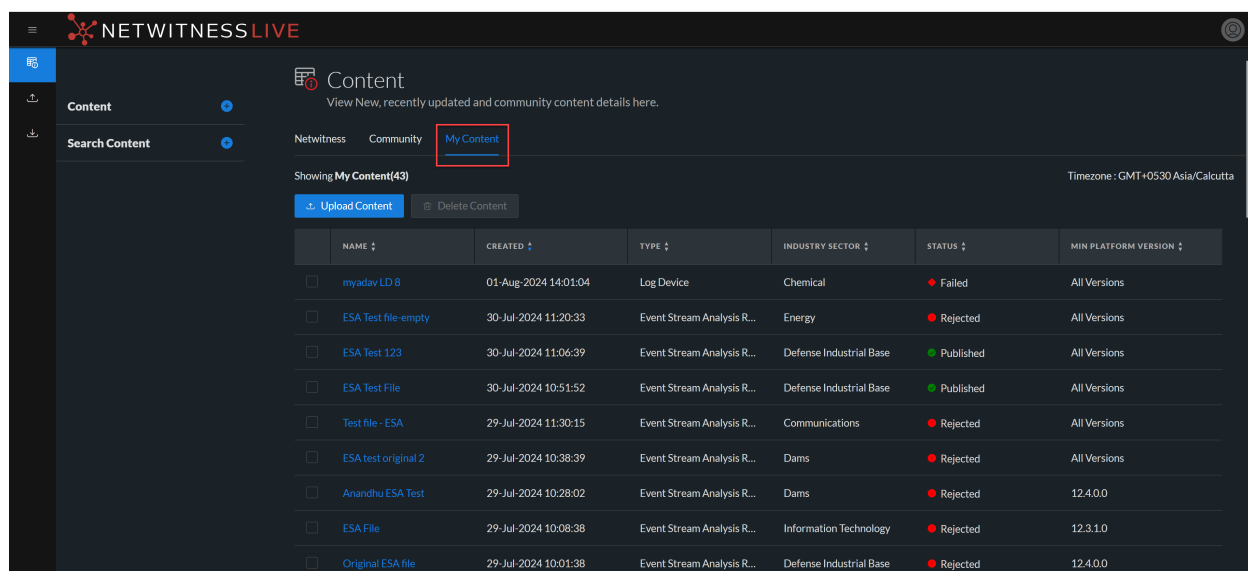 NETWITNESS LIVE
Content
View New, recently updated and community content details here.
Content
Search Content
Netwitness Community My Content
Showing My Content(43)
Timezone : GMT+0530 Asia/Calcutta
Upload Content Delete Content
NAME CREATED TYPE INDUSTRY SECTOR STATUS MIN PLATFORM VERSION
myadav LD 8 01-Aug-2024 14:01:04 Log Device Chemical Failed All Versions
ESA Test file-empty 30-Jul-2024 11:20:33 Event Stream Analysis R... Energy Rejected All Versions
ESA Test 123 30-Jul-2024 11:06:39 Event Stream Analysis R... Defense Industrial Base Published All Versions
ESA Test File 30-Jul-2024 10:51:52 Event Stream Analysis R... Defense Industrial Base Published All Versions
Test file - ESA 29-Jul-2024 11:30:15 Event Stream Analysis R... Communications Rejected All Versions
ESA test original 2 29-Jul-2024 10:38:39 Event Stream Analysis R... Dams Rejected All Versions
Anandhu ESA Test 29-Jul-2024 10:28:02 Event Stream Analysis R... Dams Rejected 12.4.0.0
ESA File 29-Jul-2024 10:08:38 Event Stream Analysis R... Information Technology Rejected 12.3.1.0
Original ESA file 29-Jul-2024 10:01:38 Event Stream Analysis R... Defense Industrial Base Rejected 12.4.0.0